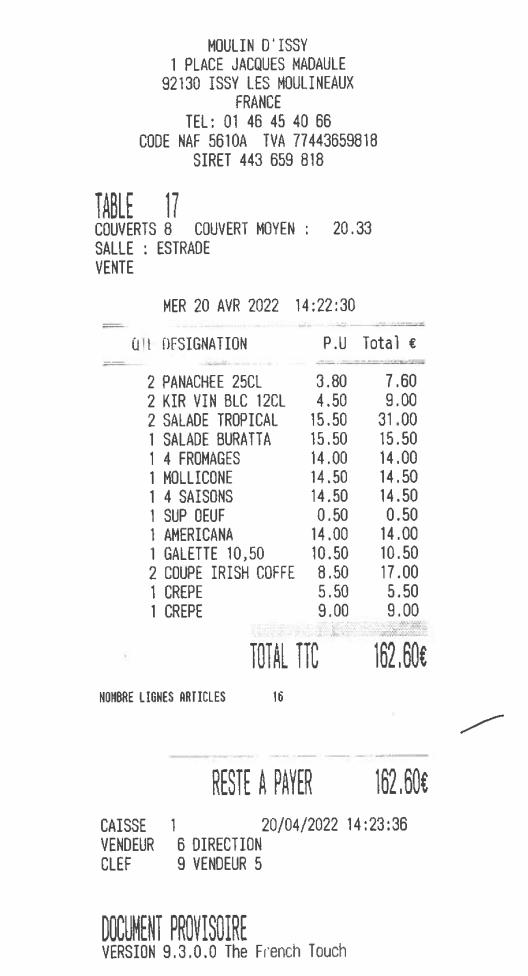 MOULIN D'ISSY
1 PLACE JACQUES MADAULE
92130 ISSY LES MOULINEAUX
FRANCE
TEL: 01 46 45 40 66
CODE NAF 5610A TVA 77443659818
SIRET 443 659 818
TABLE 17
COUVERTS 8 COUVERT MOYEN : 20.33
SALLE : ESTRADE
VENTE
MER 20 AVR 2022 14:22:30
QTE DESIGNATION P.U Total €
2 PANACHEE 25CL 3.80 7.60
2 KIR VIN BLC 12CL 4.50 9.00
2 SALADE TROPICAL 15.50 31.00
1 SALADE BURATTA 15.50 15.50
1 4 FROMAGES 14.00 14.00
1 MOLLICONE 14.50 14.50
1 4 SAISONS 14.50 14.50
1 SUP OEUF 0.50 0.50
1 AMERICANA 14.00 14.00
1 GALETTE 10,50 10.50 10.50
2 COUPE IRISH COFFE 8.50 17.00
1 CREPE 5.50 5.50
1 CREPE 9.00 9.00
TOTAL TTC 162.60€
NOMBRE LIGNES ARTICLES 16
RESTE A PAYER 162.60€
CAISSE 1 20/04/2022 14:23:36
VENDEUR 6 DIRECTION
CLEF 9 VENDEUR 5
DOCUMENT PROVISOIRE
VERSION 9.3.0.0 The French Touch